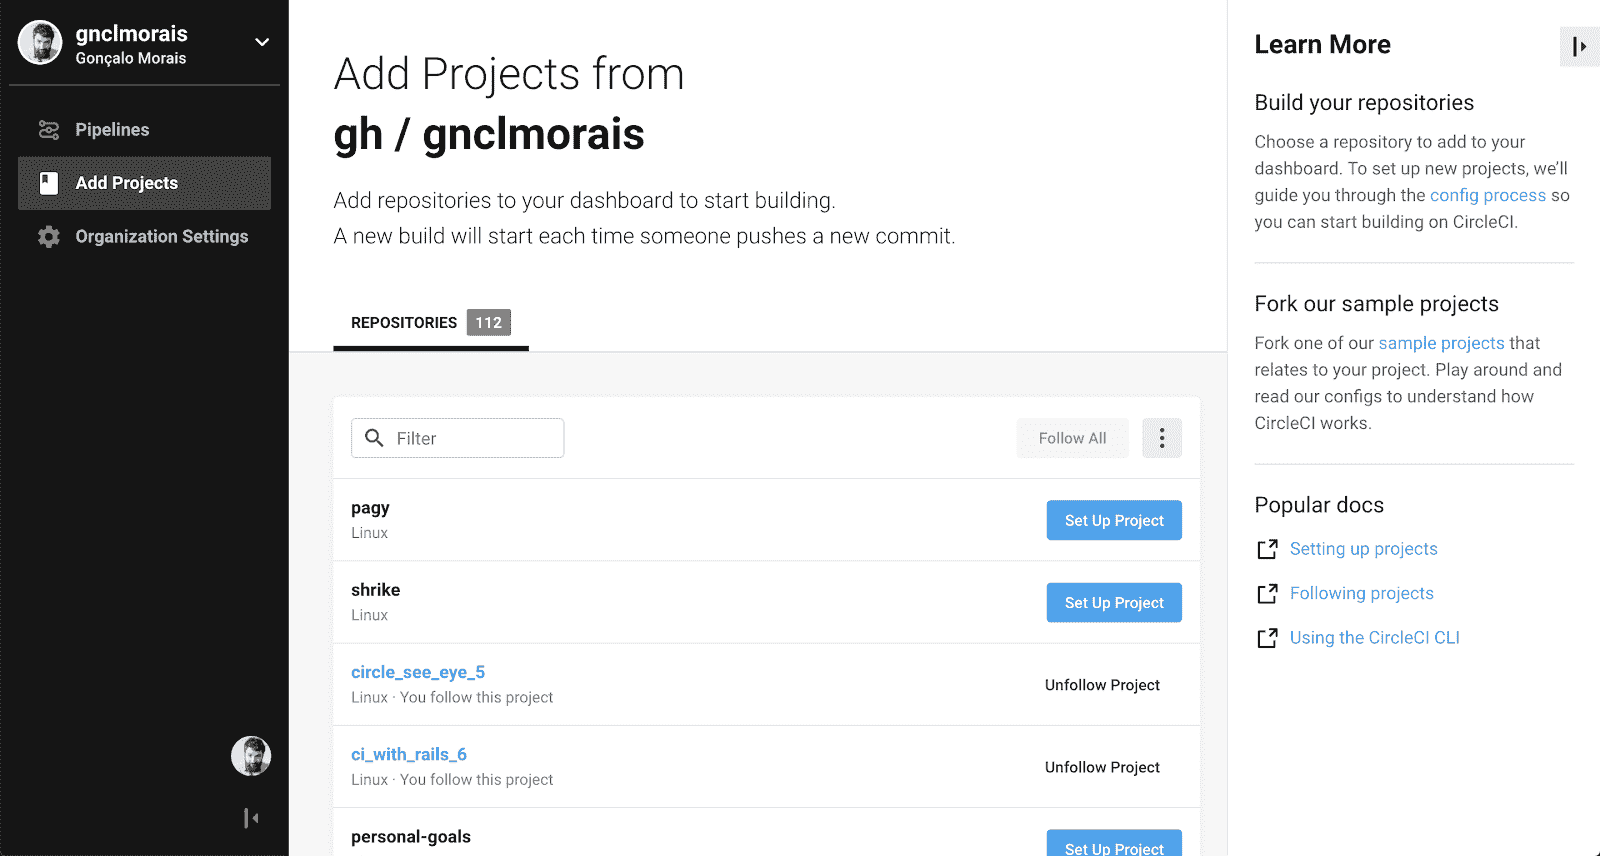 gnclmorais
Gonçalo Morais
Pipelines
Add Projects
Organization Settings
Add Projects from
gh / gnclmorais
Add repositories to your dashboard to start building.
A new build will start each time someone pushes a new commit.
REPOSITORIES 112
Filter
Follow All
pagy
Linux
Set Up Project
shrike
Linux
Set Up Project
circle_see_eye_5
Linux · You follow this project
Unfollow Project
ci_with_rails_6
Linux · You follow this project
Unfollow Project
personal-goals
Set Up Project
Learn More
Build your repositories
Choose a repository to add to your
dashboard. To set up new projects, we’ll
guide you through the config process so
you can start building on CircleCI.
Fork our sample projects
Fork one of our sample projects that
relates to your project. Play around and
read our configs to understand how
CircleCI works.
Popular docs
Setting up projects
Following projects
Using the CircleCI CLI